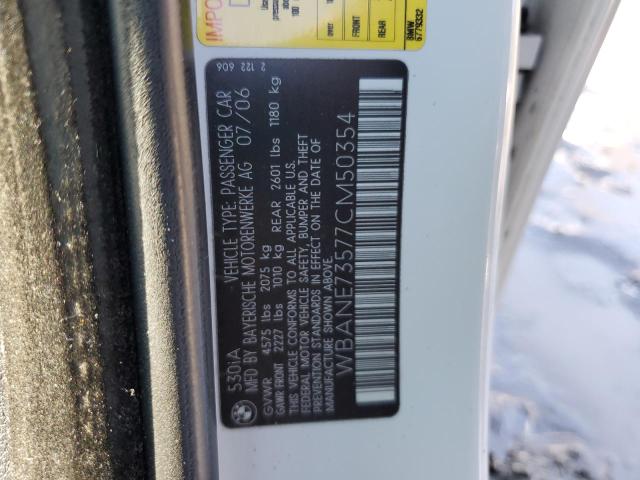 530iA VEHICLE TYPE: PASSENGER CAR
MFD BY BAYERISCHE MOTORENWERKE AG 07/06
GVWR 4575 lbs 2075 kg
GAWR FRONT 2227 lbs 1010 kg REAR 2601 lbs 1180 kg
THIS VEHICLE CONFORMS TO ALL APPLICABLE U.S.
FEDERAL MOTOR VEHICLE SAFETY, BUMPER AND THEFT
PREVENTION STANDARDS IN EFFECT ON THE DATE OF
MANUFACTURE SHOWN ABOVE.
WBANE73577CM50354
2 122 606
IMPO
FRONT
REAR
BMW
6779332